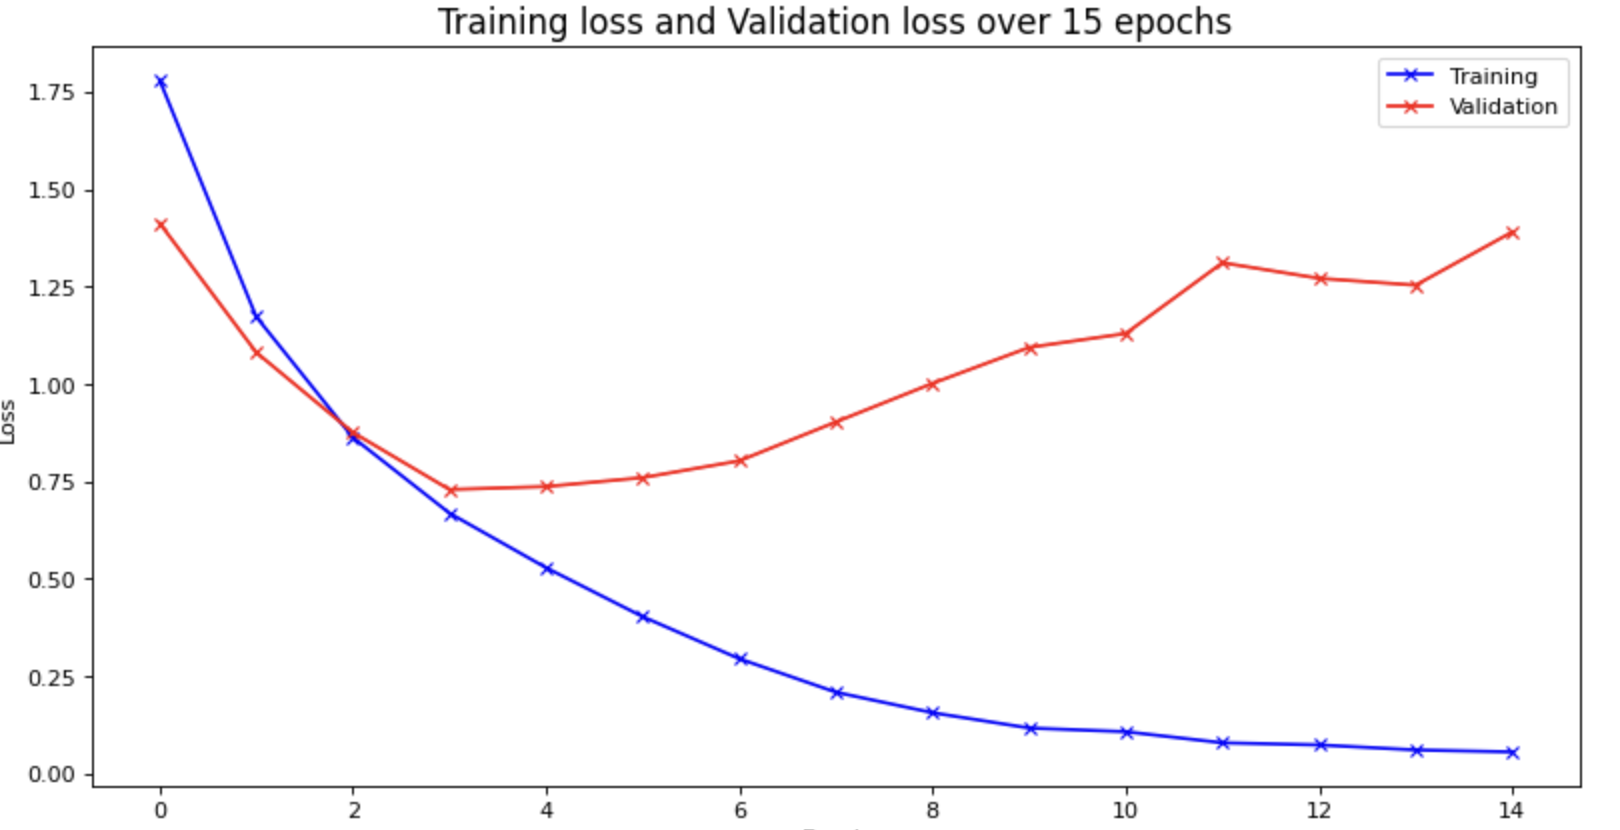 Training loss and Validation loss over 15 epochs
Training
Validation
1.75
1.50
1.25
1.00
0.75
0.50
0.25
0.00
Loss
0 2 4 6 8 10 12 14